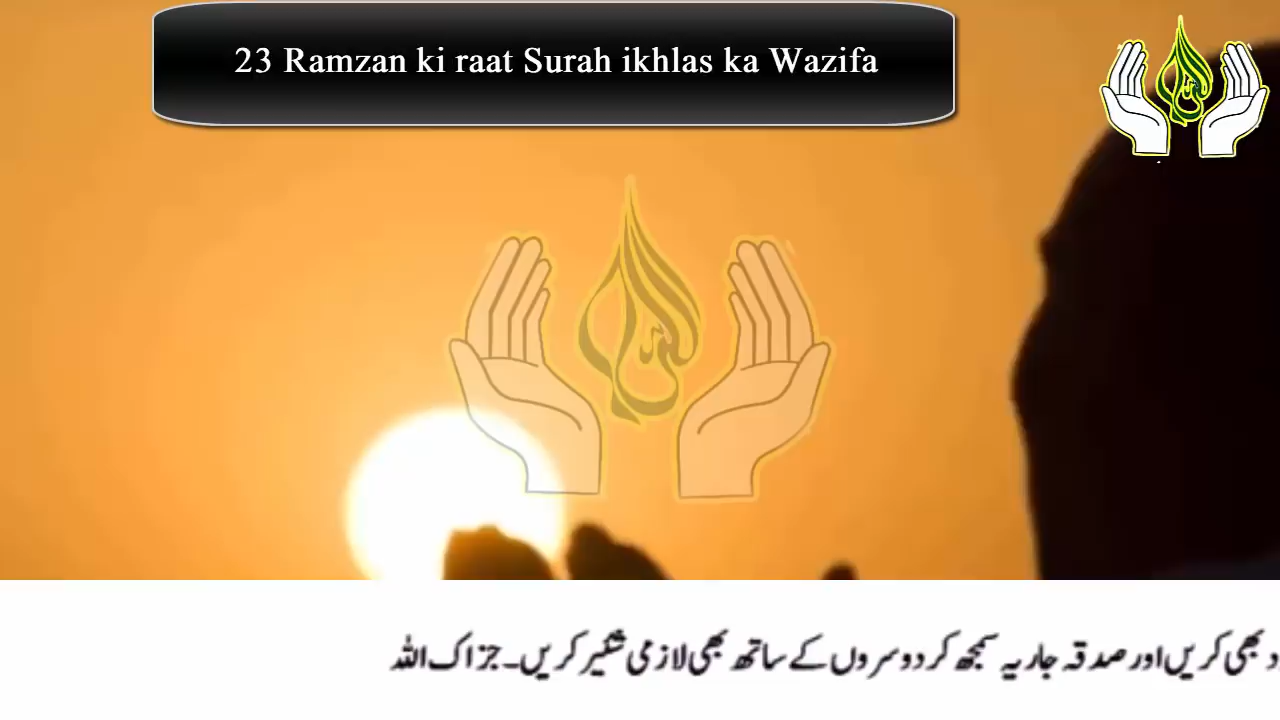 23 Ramzan ki raat Surah ikhlas ka Wazifa
بھی کریں اور صدقہ جاریہ سمجھ کر دوسروں کے ساتھ بھی لازمی شئیر کریں۔ جزاک اللہ